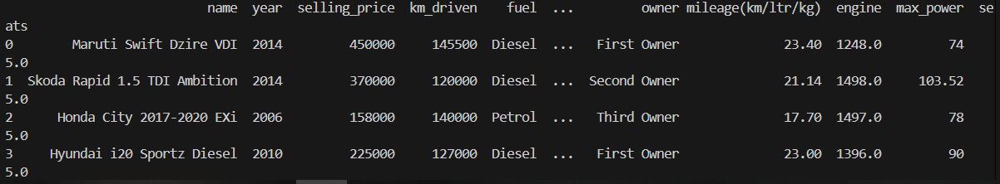 name year selling_price km_driven fuel ... owner mileage(km/ltr/kg) engine max_power se
ats
0 Maruti Swift Dzire VDI 2014 450000 145500 Diesel ... First Owner 23.40 1248.0 74
5.0
1 Skoda Rapid 1.5 TDI Ambition 2014 370000 120000 Diesel ... Second Owner 21.14 1498.0 103.52
5.0
2 Honda City 2017-2020 EXi 2006 158000 140000 Petrol ... Third Owner 17.70 1497.0 78
5.0
3 Hyundai i20 Sportz Diesel 2010 225000 127000 Diesel ... First Owner 23.00 1396.0 90
5.0